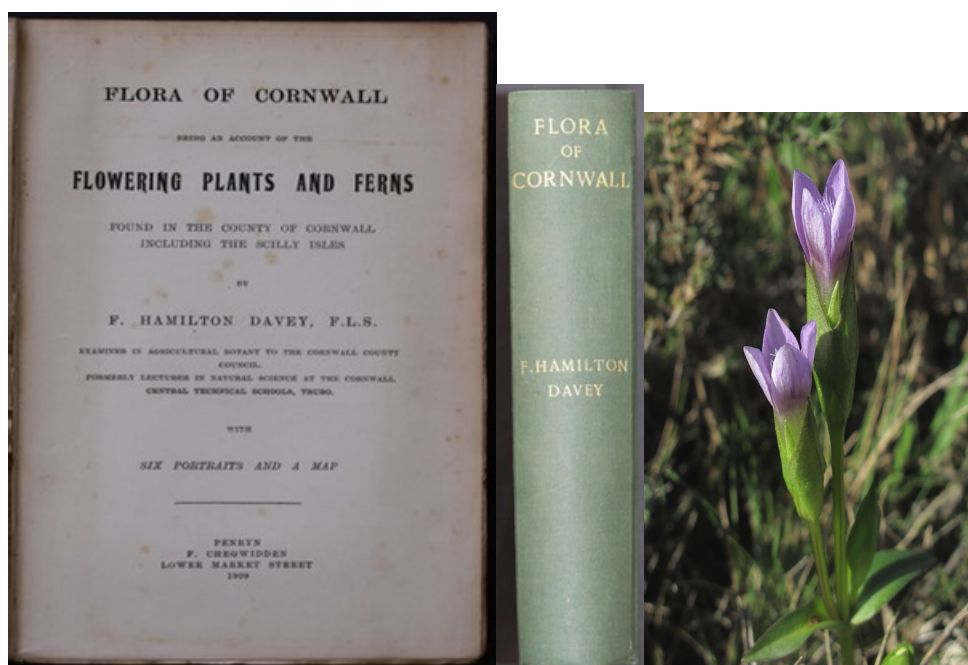 FLORA OF CORNWALL
BEING AN ACCOUNT OF THE
FLOWERING PLANTS AND FERNS
FOUND IN THE COUNTY OF CORNWALL
INCLUDING THE SCILLY ISLES
BY
F. HAMILTON DAVEY, F.L.S.
EXAMINER IN AGRICULTURAL BOTANY TO THE CORNWALL COUNTY
COUNCIL.
FORMERLY LECTURER IN NATURAL SCIENCE AT THE CORNWALL
CENTRAL TECHNICAL SCHOOLS, TRURO.
WITH
SIX PORTRAITS AND A MAP
PENRYN
F. CHEGWIDDEN
LOWER MARKET STREET
1909
FLORA
OF
CORNWALL
F. HAMILTON
DAVEY